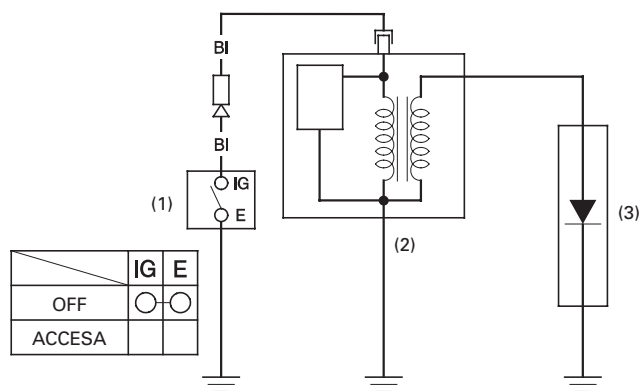 Bl
Bl
IG
(1)
E
(2)
(3)
IG E
OFF
ACCESA